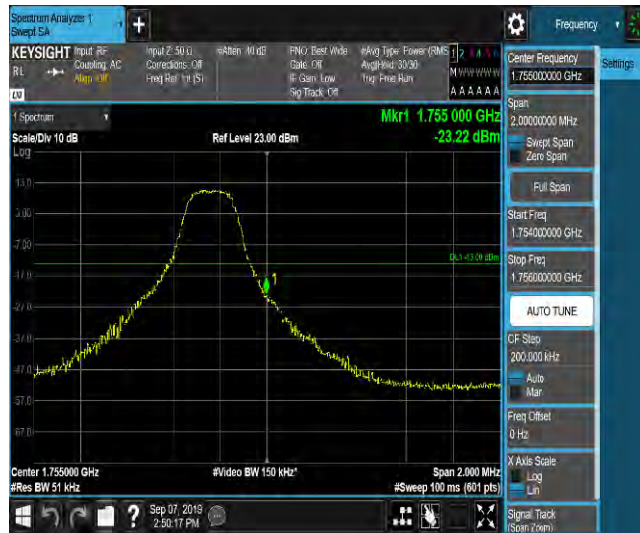 Spectrum Analyzer 1
Swept SA
Frequency
KEYSIGHT
Input: RF
Coupling: AC
Align: Off
Input Z: 50 Ω
Corrections: Off
Freq Ref: Int (S)
#Atten: 40 dB
PNO: Best Wide
Gate: Off
IF Gain: Low
Sig Track: Off
#Avg Type: Power (RMS
Avg|Hold: 30/30
Trig: Free Run
1 2 3 4 5 6
M W W W W W
A A A A A A
RL
LXI
1 Spectrum
Scale/Div 10 dB
Ref Level 23.00 dBm
Mkr1 1.755 000 GHz
-23.22 dBm
Log
13.0
3.00
-7.00
DL1 -13.00 dBm
-17.0
1
-27.0
-37.0
-47.0
-57.0
-67.0
Center 1.755000 GHz
#Video BW 150 kHz*
Span 2.000 MHz
#Res BW 51 kHz
#Sweep 100 ms (601 pts)
Sep 07, 2019
2:50:17 PM
Center Frequency
1.755000000 GHz
Settings
Span
2.00000000 MHz
Swept Span
Zero Span
Full Span
Start Freq
1.754000000 GHz
Stop Freq
1.756000000 GHz
AUTO TUNE
CF Step
200.000 kHz
Auto
Man
Freq Offset
0 Hz
X Axis Scale
Log
Lin
Signal Track
(Span Zoom)